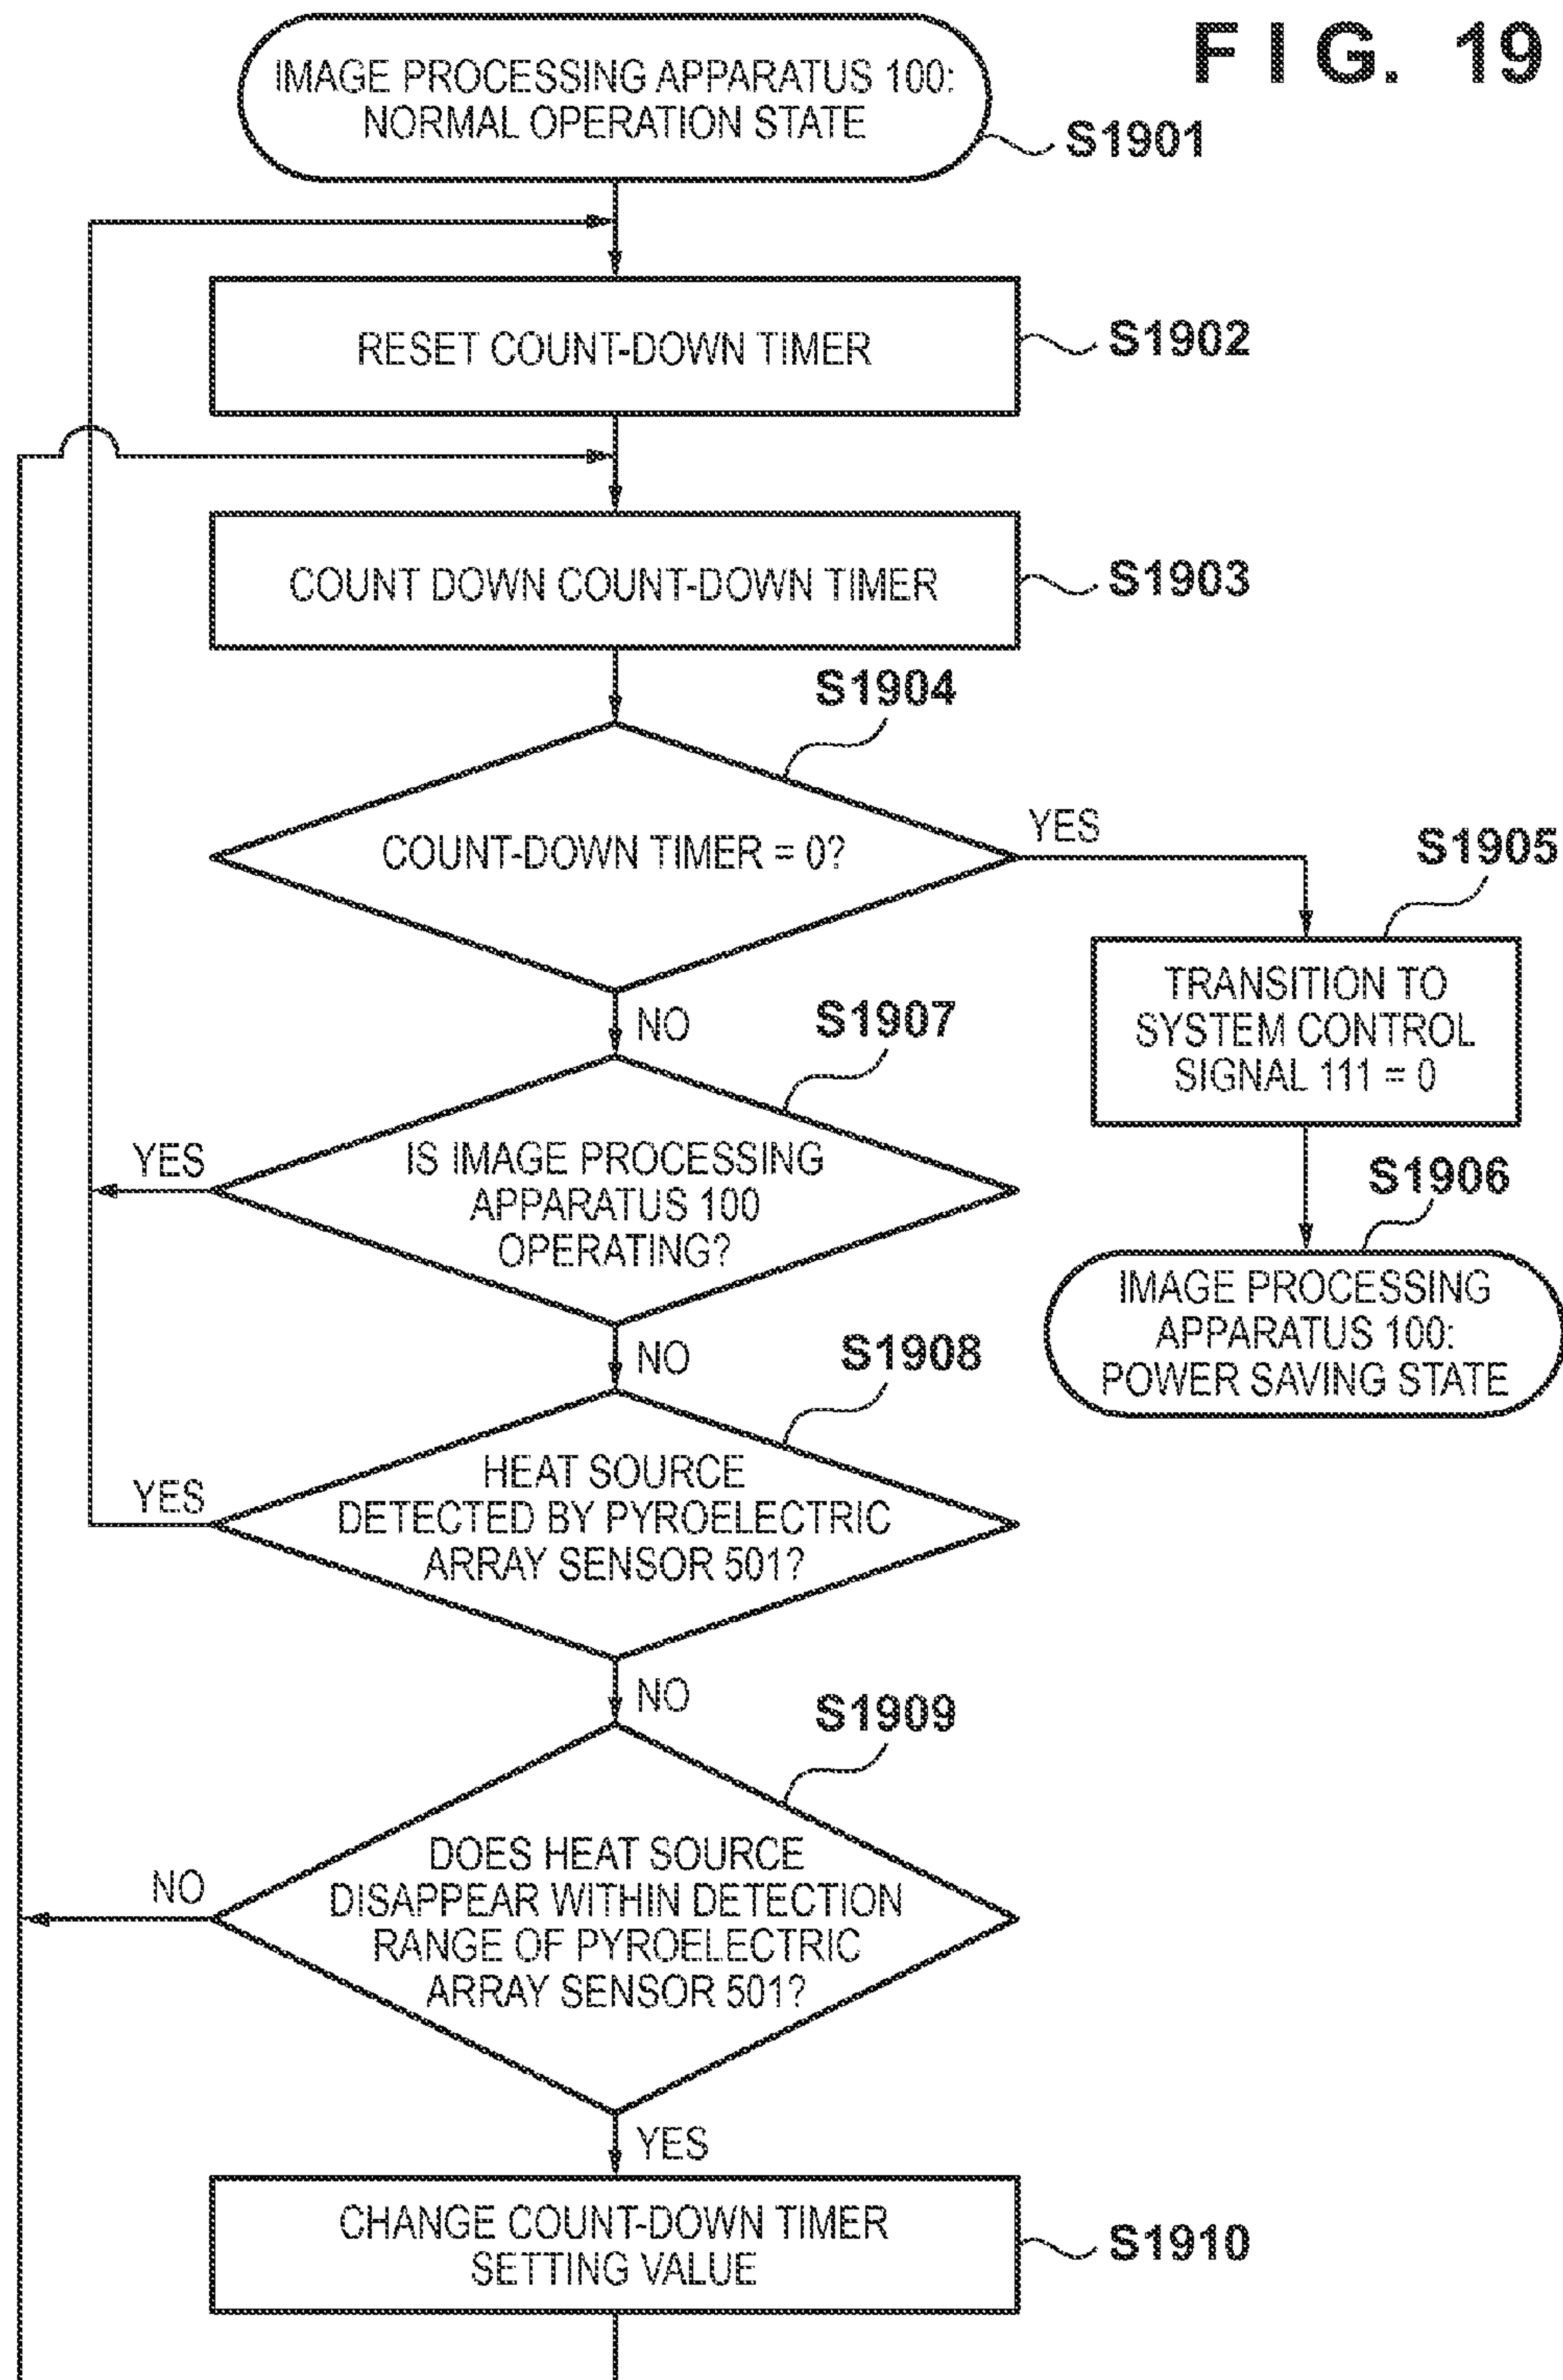 FIG. 19
IMAGE PROCESSING APPARATUS 100:
NORMAL OPERATION STATE
S1901
RESET COUNT-DOWN TIMER
S1902
COUNT DOWN COUNT-DOWN TIMER
S1903
S1904
COUNT-DOWN TIMER = 0?
YES
S1905
TRANSITION TO
SYSTEM CONTROL
SIGNAL 111 = 0
NO
S1907
YES
IS IMAGE PROCESSING
APPARATUS 100
OPERATING?
S1906
IMAGE PROCESSING
APPARATUS 100:
POWER SAVING STATE
NO
S1908
YES
HEAT SOURCE
DETECTED BY PYROELECTRIC
ARRAY SENSOR 501?
NO
S1909
NO
DOES HEAT SOURCE
DISAPPEAR WITHIN DETECTION
RANGE OF PYROELECTRIC
ARRAY SENSOR 501?
YES
CHANGE COUNT-DOWN TIMER
SETTING VALUE
S1910